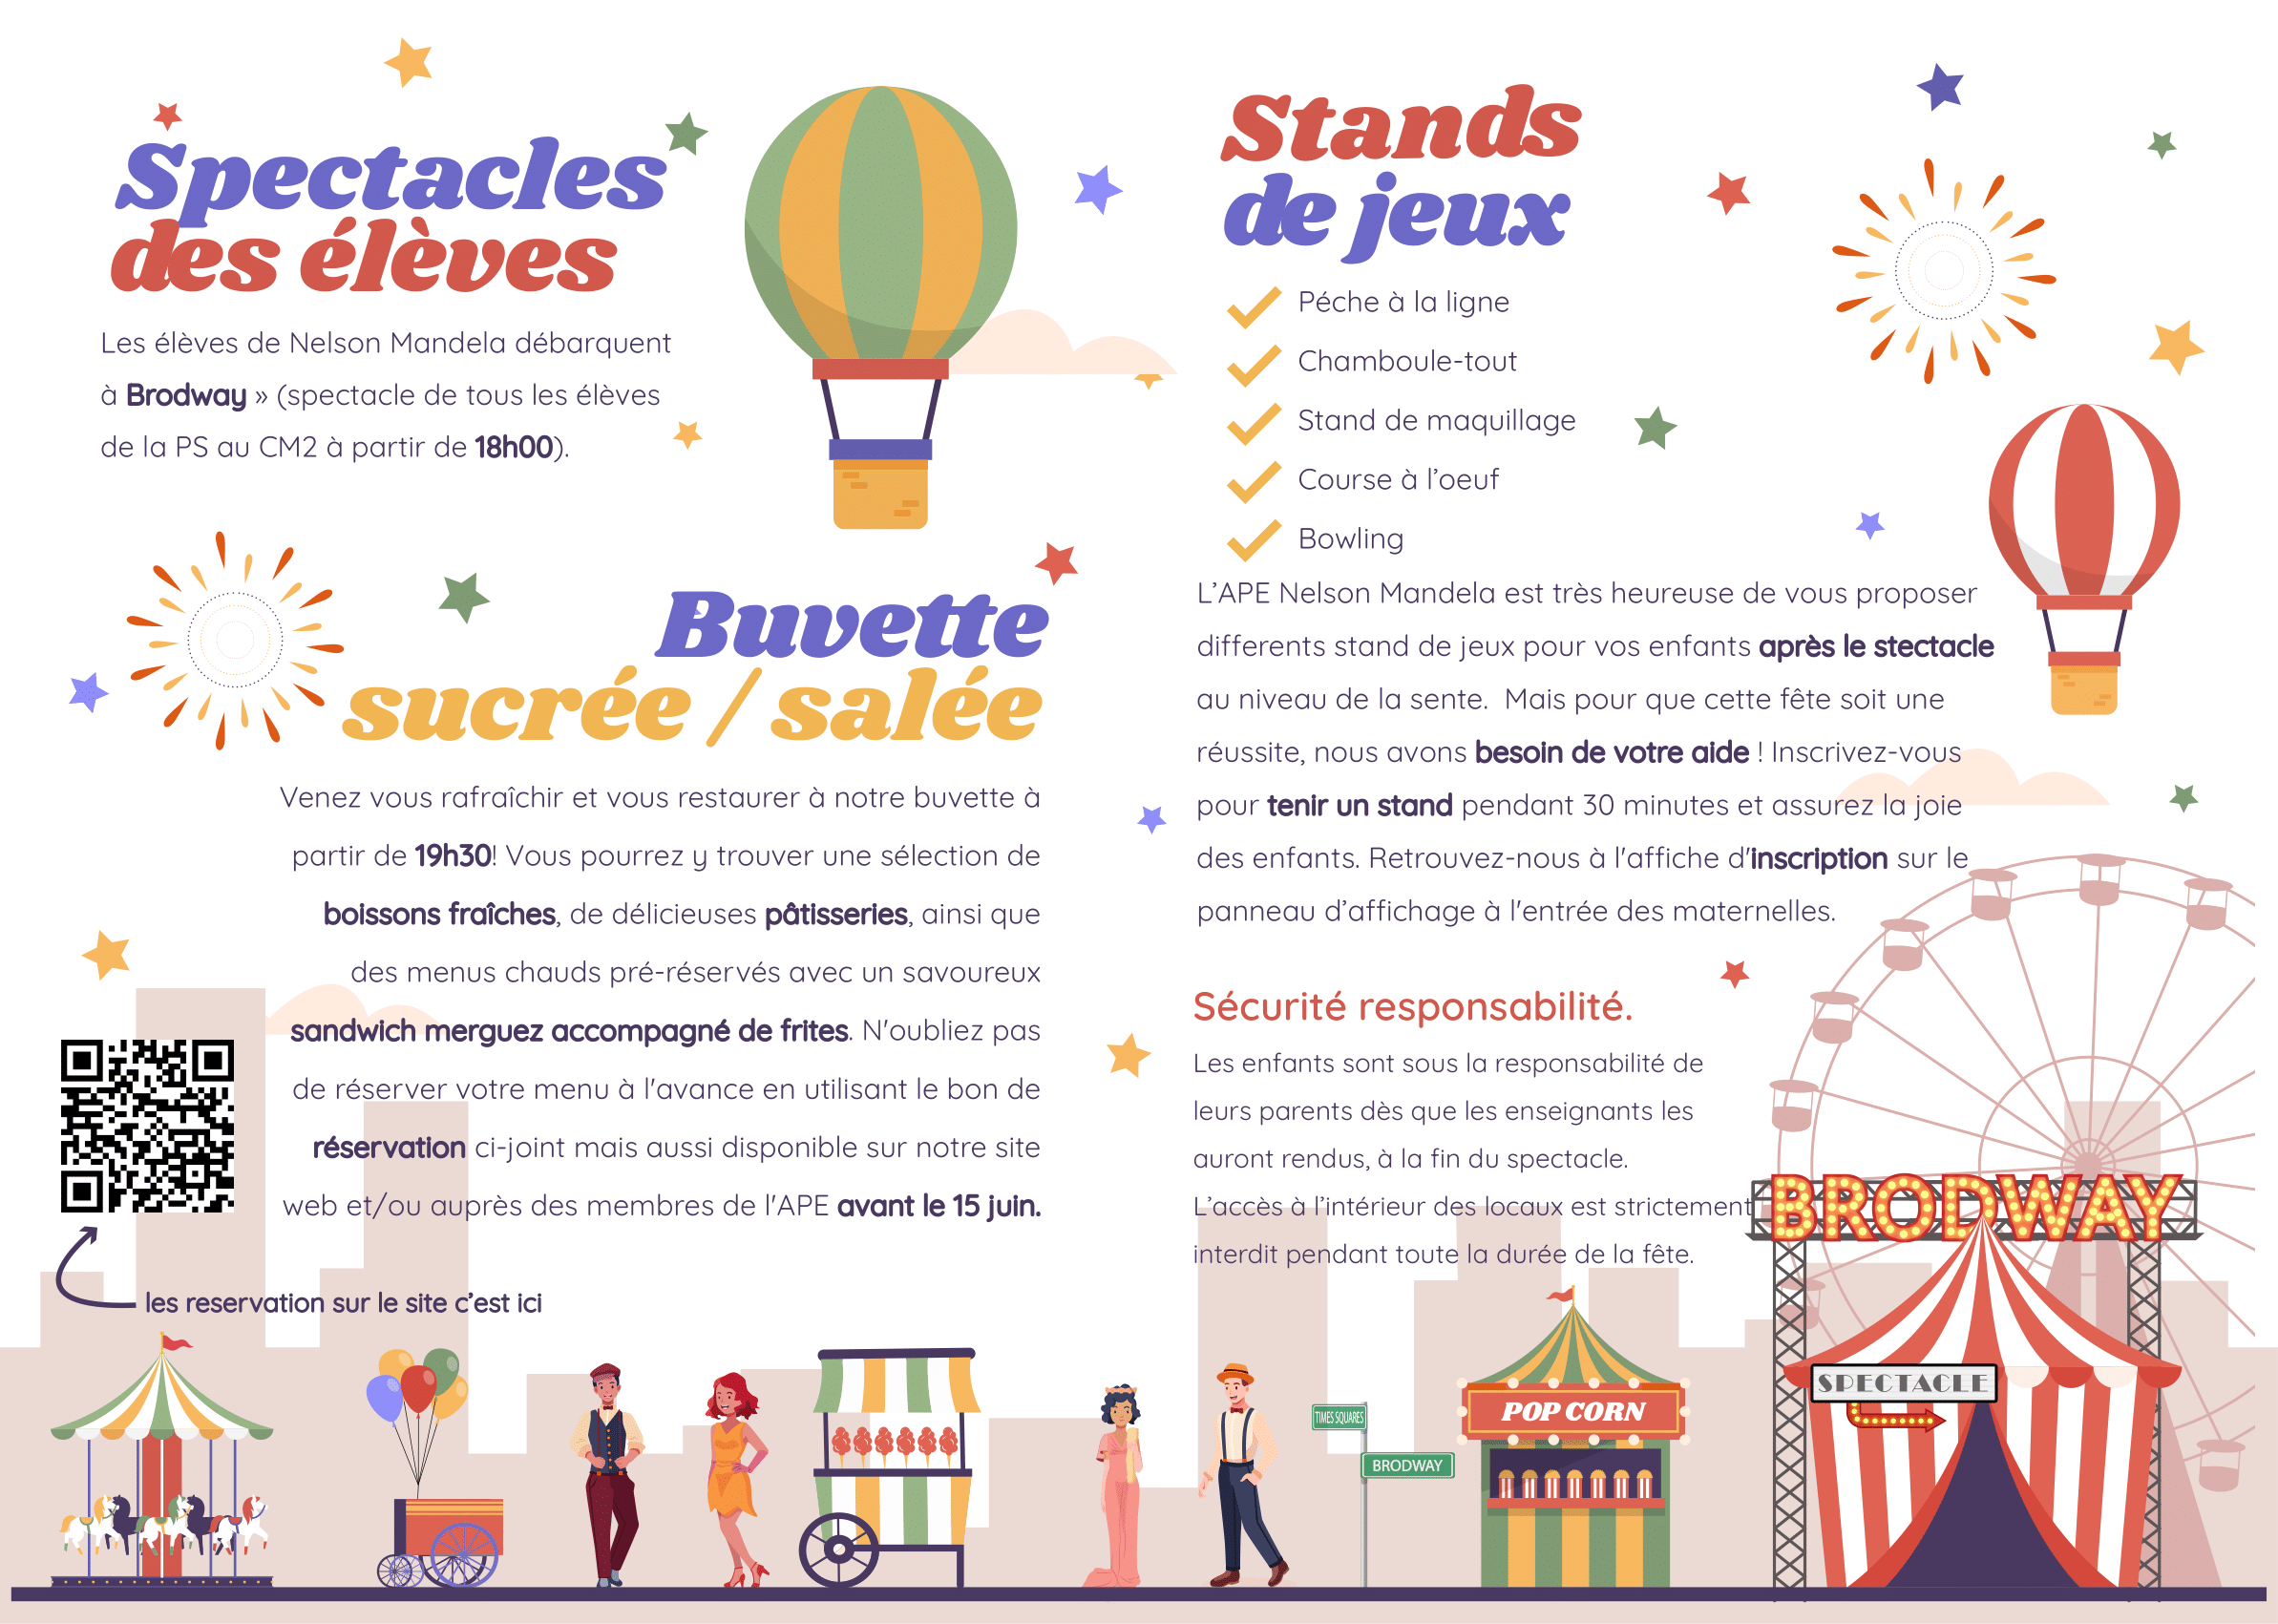 Spectacles
des élèves
Les élèves de Nelson Mandela débarquent
à Brodway » (spectacle de tous les élèves
de la PS au CM2 à partir de 18h00).
Buvette
sucrée / salée
Venez vous rafraîchir et vous restaurer à notre buvette à
partir de 19h30! Vous pourrez y trouver une sélection de
boissons fraîches, de délicieuses pâtisseries, ainsi que
des menus chauds pré-réservés avec un savoureux
sandwich merguez accompagné de frites. N'oubliez pas
de réserver votre menu à l'avance en utilisant le bon de
réservation ci-joint mais aussi disponible sur notre site
web et/ou auprès des membres de l'APE avant le 15 juin.
les reservation sur le site c’est ici
Stands
de jeux
Péche à la ligne
Chamboule-tout
Stand de maquillage
Course à l’oeuf
Bowling
L’APE Nelson Mandela est très heureuse de vous proposer
differents stand de jeux pour vos enfants après le stectacle
au niveau de la sente. Mais pour que cette fête soit une
réussite, nous avons besoin de votre aide ! Inscrivez-vous
pour tenir un stand pendant 30 minutes et assurez la joie
des enfants. Retrouvez-nous à l'affiche d'inscription sur le
panneau d’affichage à l'entrée des maternelles.
Sécurité responsabilité.
Les enfants sont sous la responsabilité de
leurs parents dès que les enseignants les
auront rendus, à la fin du spectacle.
L’accès à l’intérieur des locaux est strictement
interdit pendant toute la durée de la fête.
BRODWAY
SPECTACLE
POP CORN
TIMES SQUARES
BRODWAY